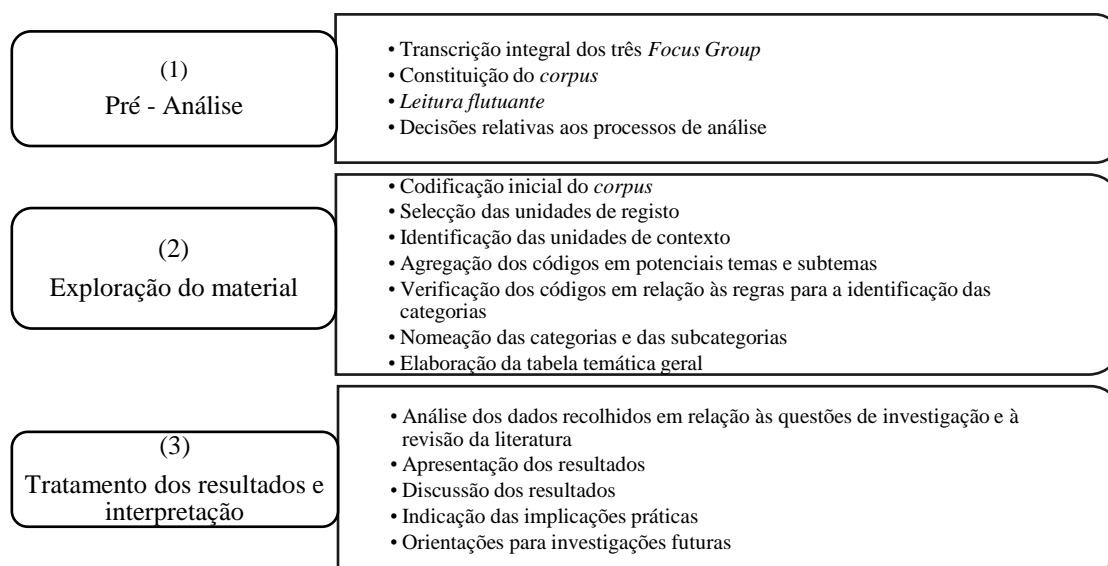 (1)
Pré - Análise
• Transcrição integral dos três Focus Group
• Constituição do corpus
• Leitura flutuante
• Decisões relativas aos processos de análise
(2)
Exploração do material
• Codificação inicial do corpus
• Selecção das unidades de registo
• Identificação das unidades de contexto
• Agregação dos códigos em potenciais temas e subtemas
• Verificação dos códigos em relação às regras para a identificação das
categorias
• Nomeação das categorias e das subcategorias
• Elaboração da tabela temática geral
(3)
Tratamento dos resultados e
interpretação
• Análise dos dados recolhidos em relação às questões de investigação e à
revisão da literatura
• Apresentação dos resultados
• Discussão dos resultados
• Indicação das implicações práticas
• Orientações para investigações futuras